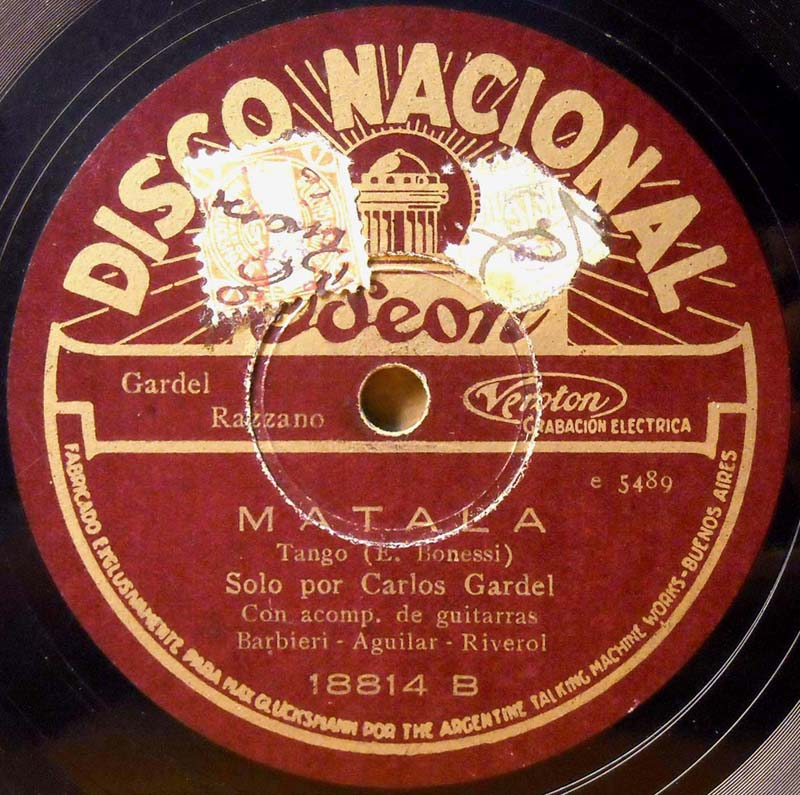 DISCO NACIONAL
Odeon
Gardel
Razzano
Veroton
GRABACIÓN ELECTRICA
e 5489
MATALA
Tango (E. Bonessi)
Solo por Carlos Gardel
Con acomp. de guitarras
Barbieri - Aguilar - Riverol
18814 B
FABRICADO EXCLUSIVAMENTE PARA MAX GLÜCKSMANN POR THE ARGENTINE TALKING MACHINE WORKS-BUENOS AIRES